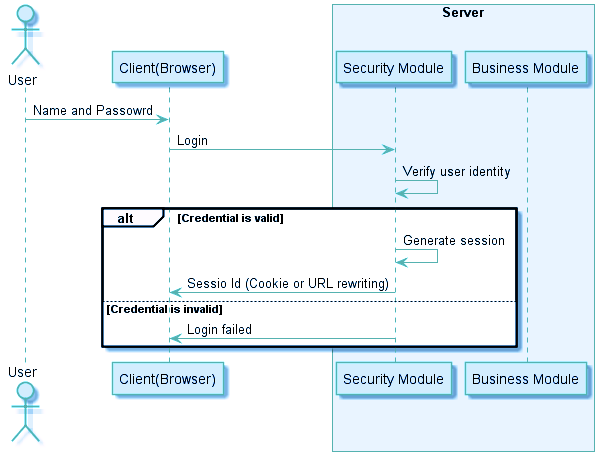 Server
User
Client(Browser)
Security Module
Business Module
Name and Passowrd
Login
Verify user identity
alt
[Credential is valid]
Generate session
Sessio Id (Cookie or URL rewriting)
[Credential is invalid]
Login failed
User
Client(Browser)
Security Module
Business Module